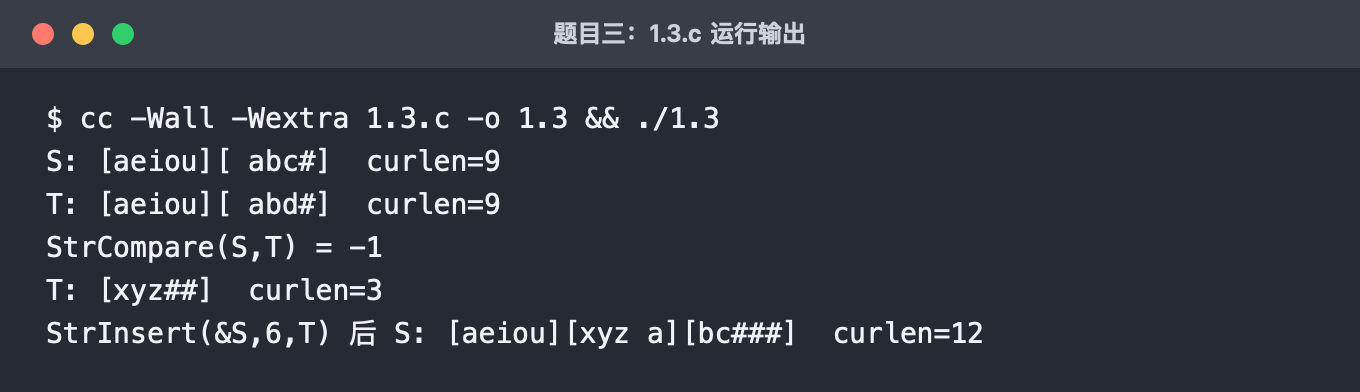 题目三：1.3.c 运行输出
$ cc -Wall -Wextra 1.3.c -o 1.3 && ./1.3
S: [aeiou][ abc#]  curlen=9
T: [aeiou][ abd#]  curlen=9
StrCompare(S,T) = -1
T: [xyz##]  curlen=3
StrInsert(&S,6,T) 后 S: [aeiou][xyz a][bc###]  curlen=12